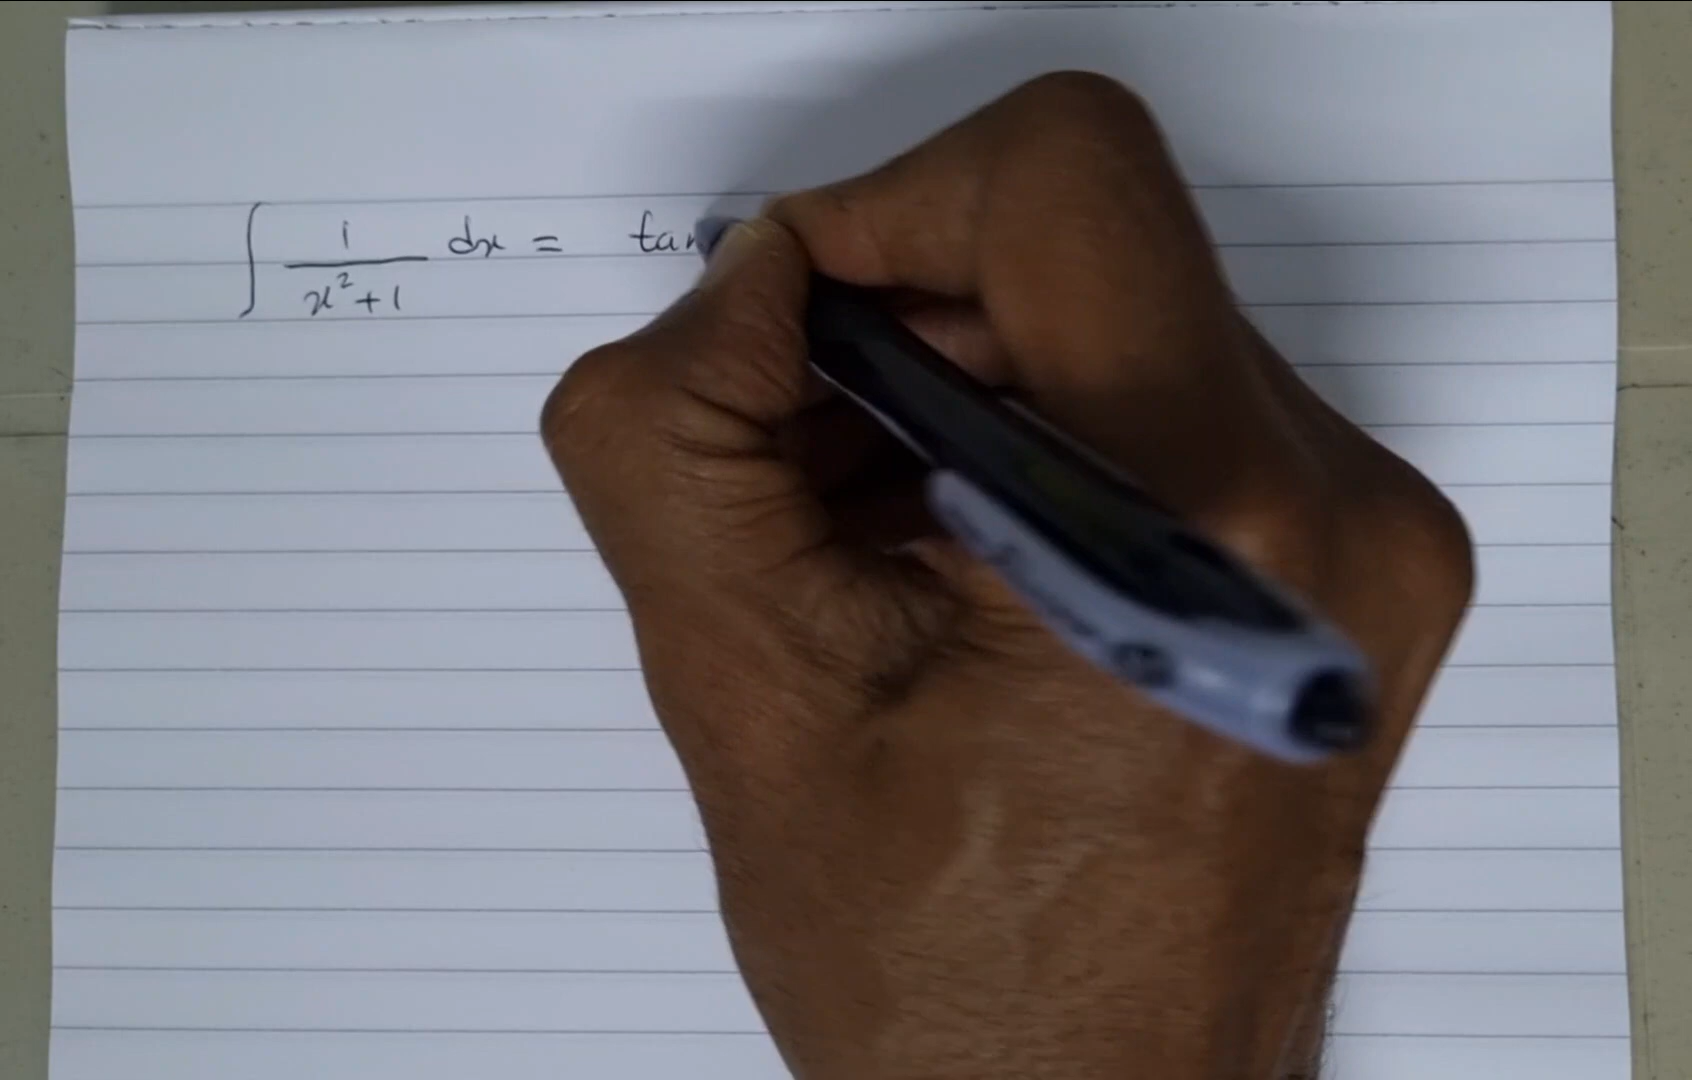 ∫ 1/(x²+1) dx = tan